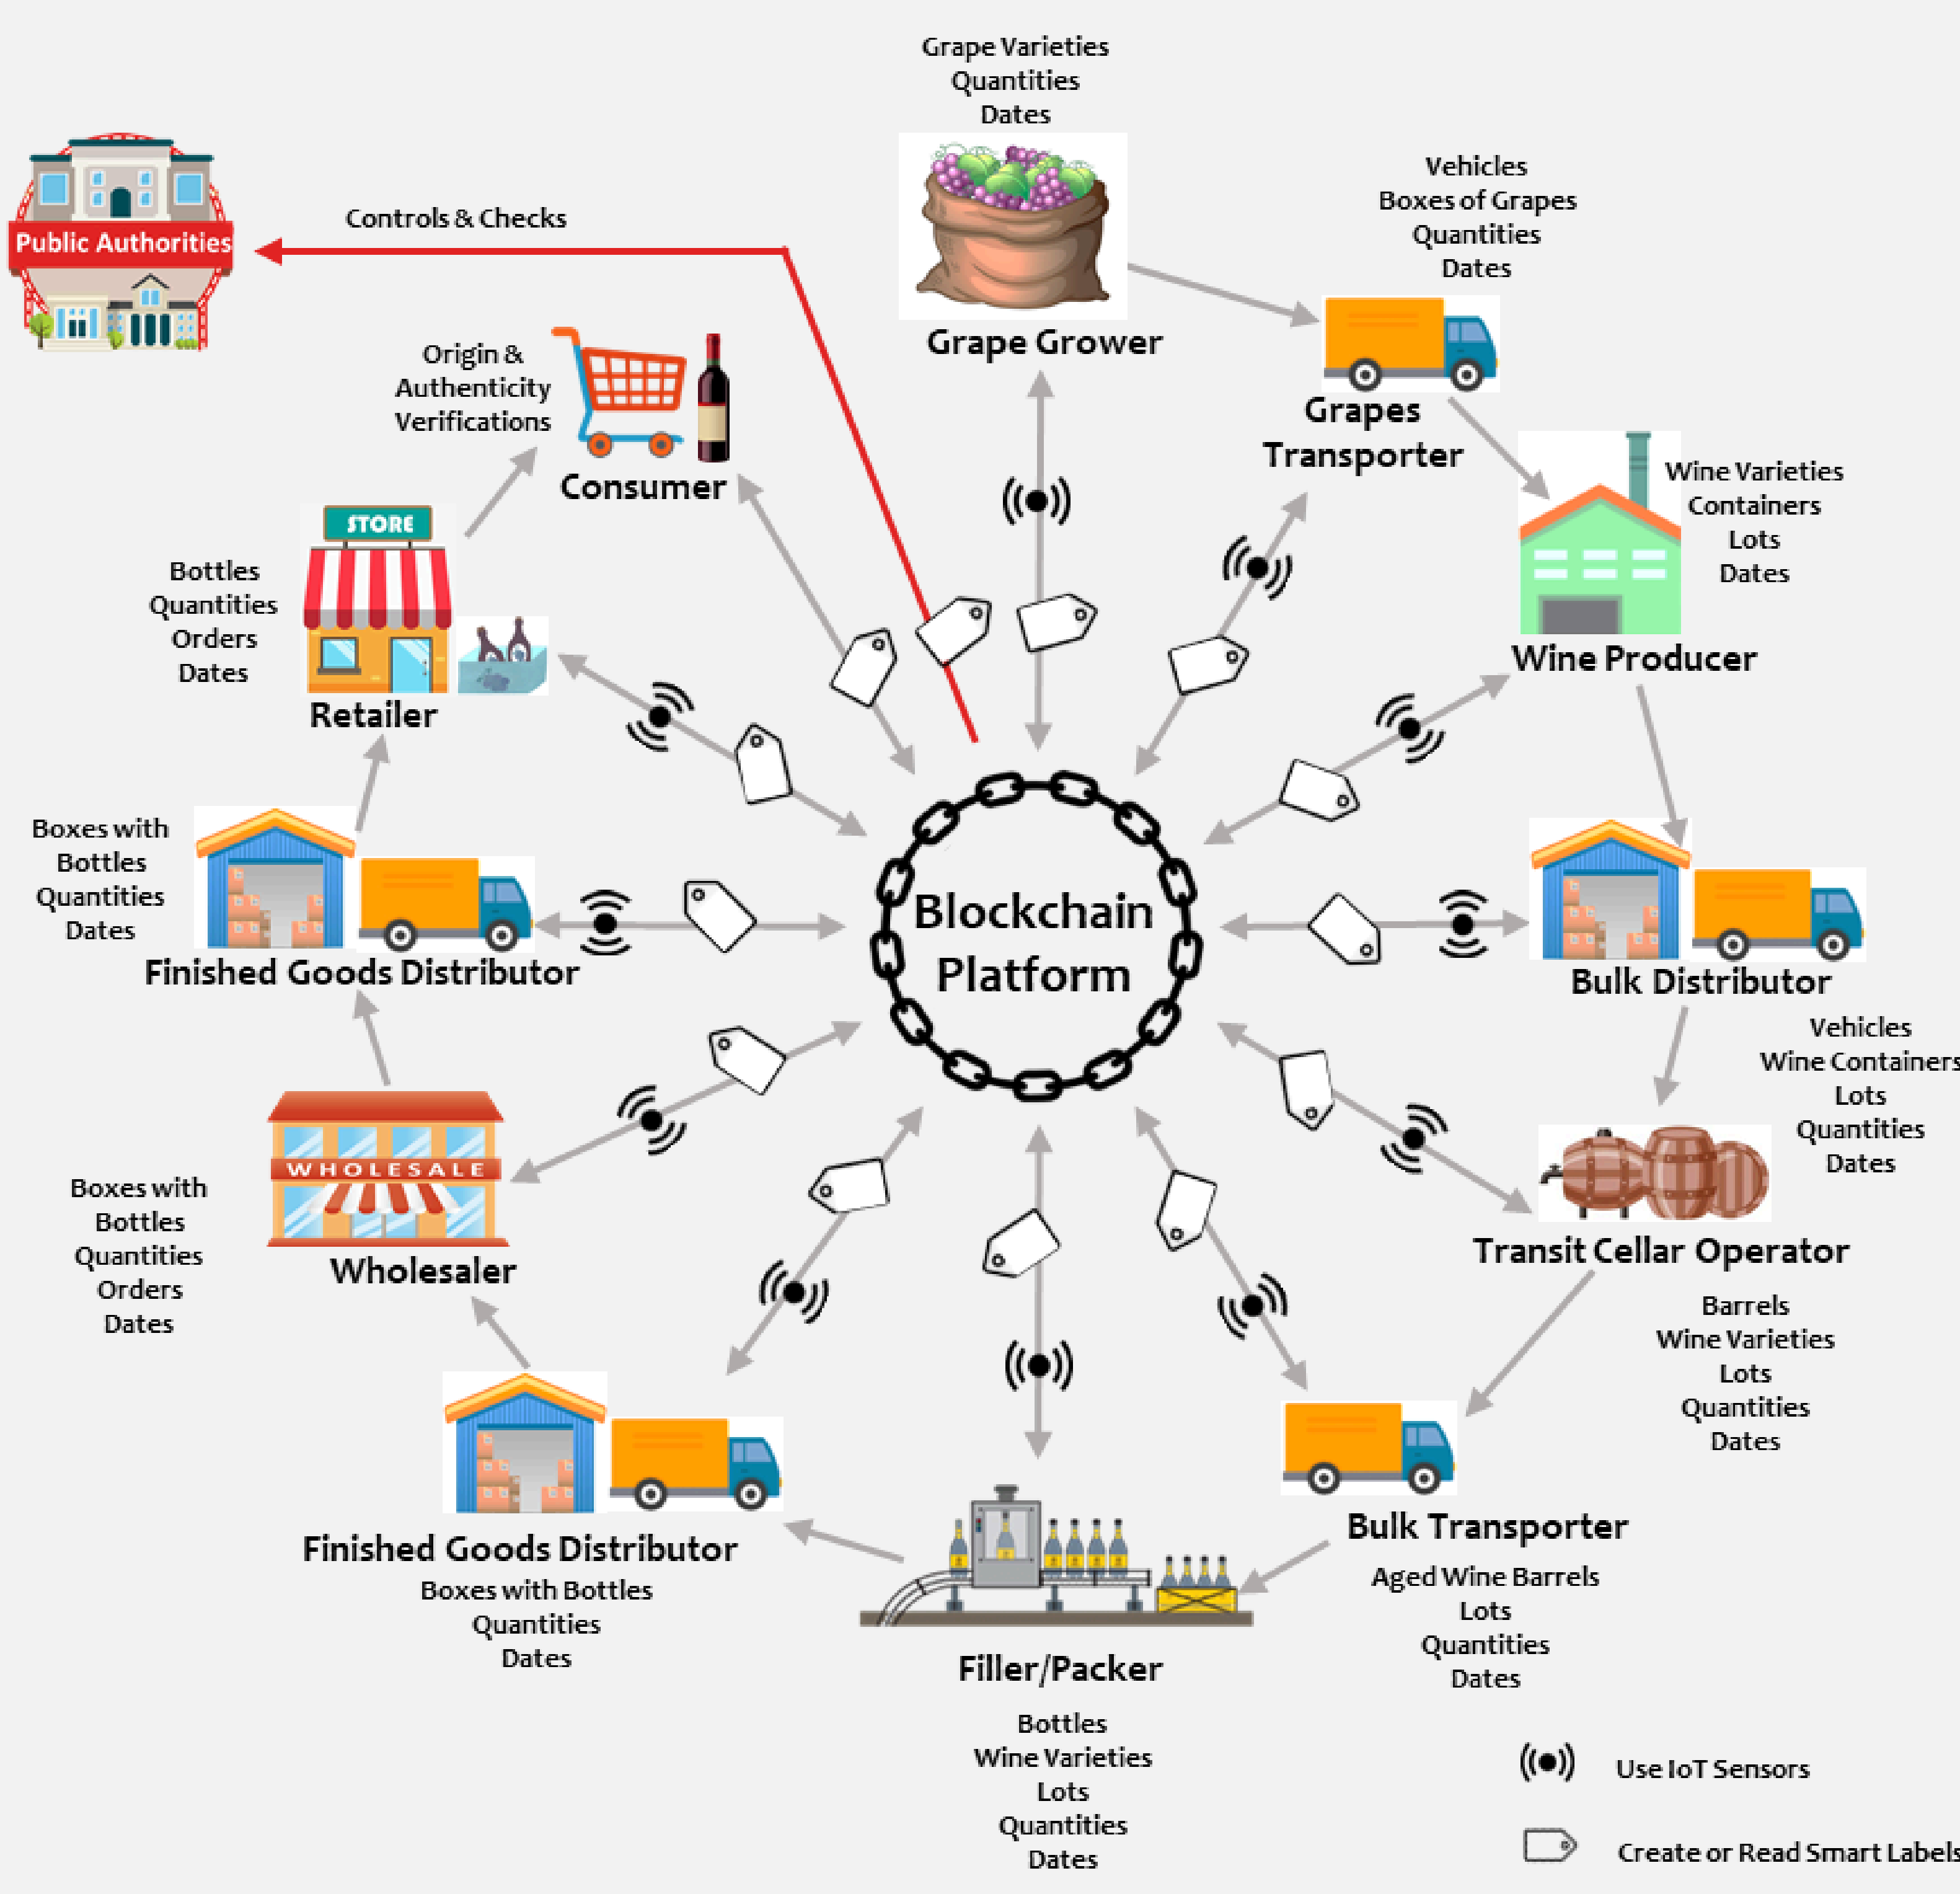 Grape Varieties
Quantities
Dates
Grape Grower
Vehicles
Boxes of Grapes
Quantities
Dates
Grapes
Transporter
Wine Varieties
Containers
Lots
Dates
Wine Producer
Bulk Distributor
Vehicles
Wine Containers
Lots
Quantities
Dates
Transit Cellar Operator
Barrels
Wine Varieties
Lots
Quantities
Dates
Bulk Transporter
Aged Wine Barrels
Lots
Quantities
Dates
Filler/Packer
Bottles
Wine Varieties
Lots
Quantities
Dates
Finished Goods Distributor
Boxes with Bottles
Quantities
Dates
WHOLESALE
Wholesaler
Boxes with
Bottles
Quantities
Orders
Dates
Finished Goods Distributor
Boxes with
Bottles
Quantities
Dates
STORE
Retailer
Bottles
Quantities
Orders
Dates
Consumer
Origin &
Authenticity
Verifications
Public Authorities
Controls & Checks
Blockchain
Platform
Use IoT Sensors
Create or Read Smart Labels